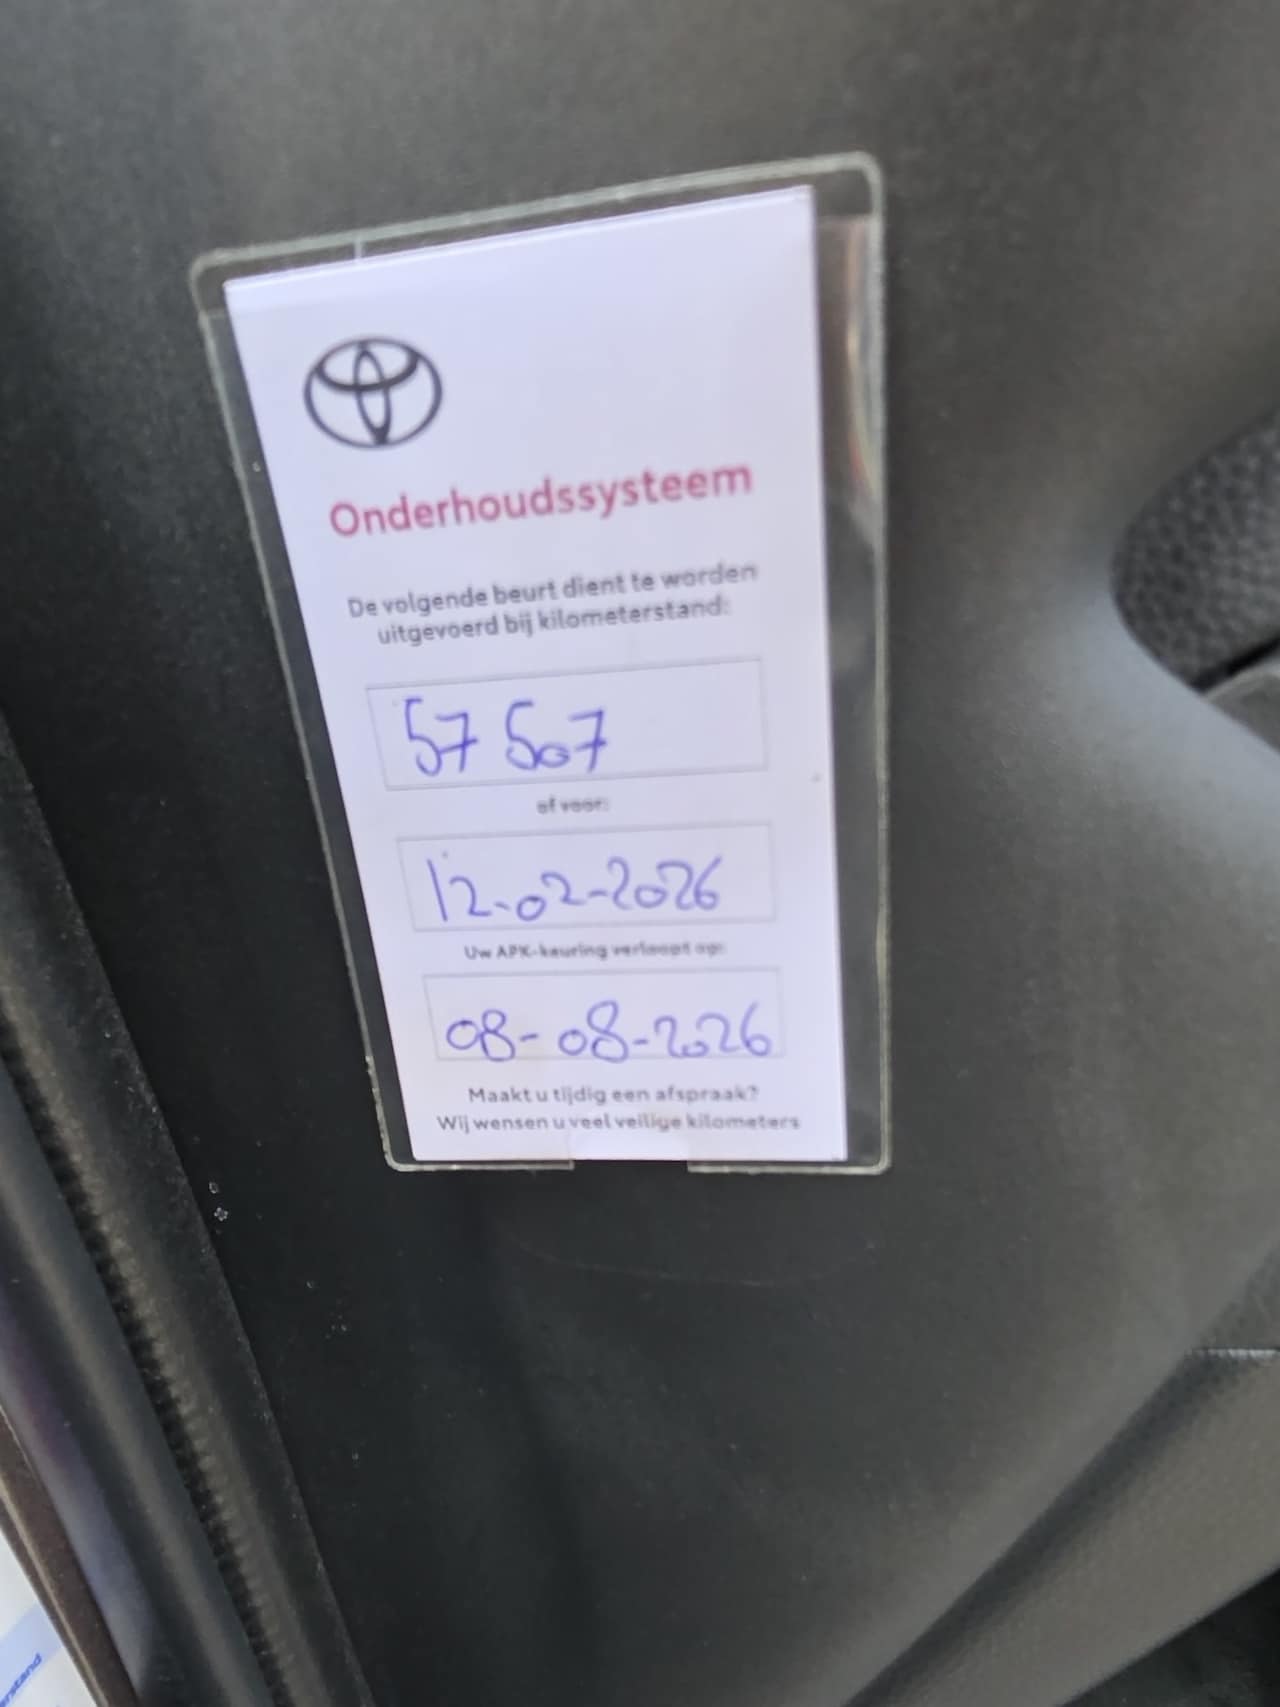 Onderhoudssysteem
De volgende beurt dient te worden
uitgevoerd bij kilometerstand:
57 507
of voor:
12-02-2026
Uw APK-keuring verloopt op:
08-08-2026
Maakt u tijdig een afspraak?
Wij wensen u veel veilige kilometers